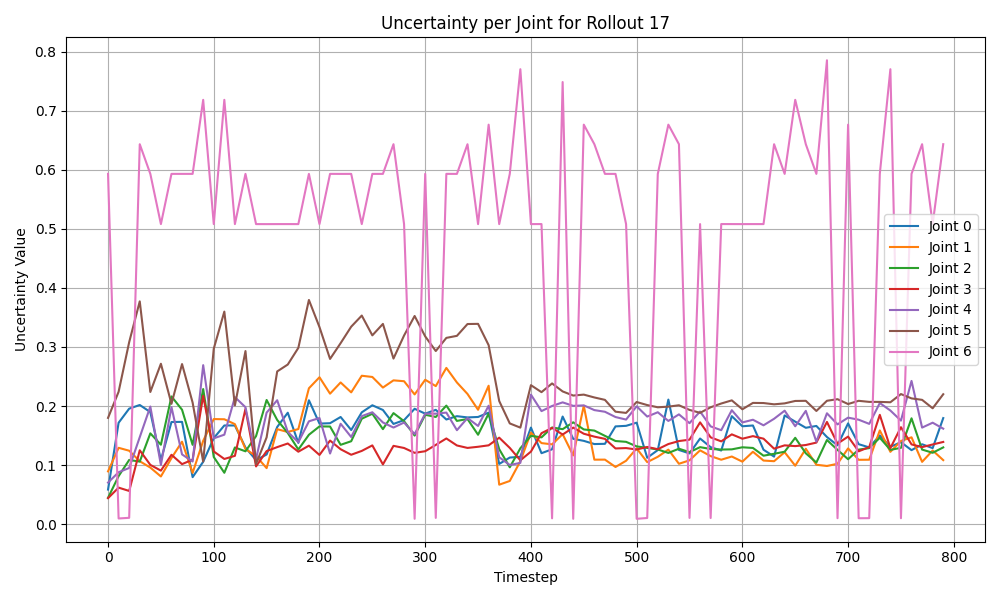 Uncertainty per Joint for Rollout 17
Uncertainty Value
0.8
0.7
0.6
0.5
0.4
0.3
0.2
0.1
0.0
Joint 0
Joint 1
Joint 2
Joint 3
Joint 4
Joint 5
Joint 6
0 100 200 300 400 500 600 700 800
Timestep